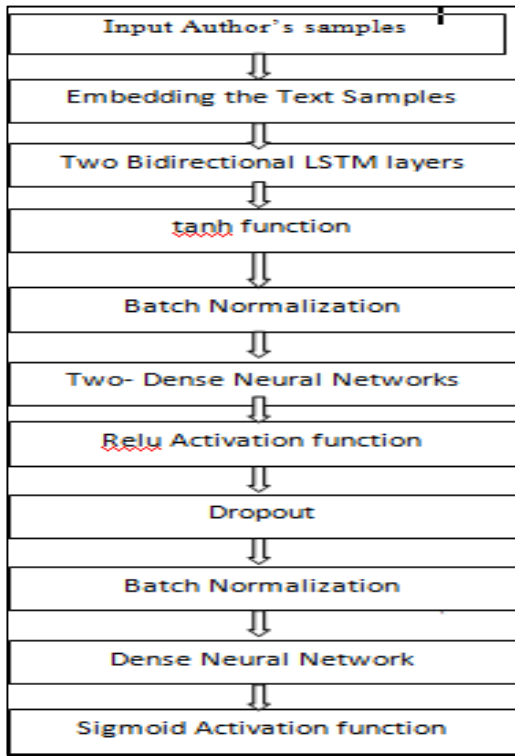 Input Author's samples
Embedding the Text Samples
Two Bidirectional LSTM layers
tanh function
Batch Normalization
Two- Dense Neural Networks
Relu Activation function
Dropout
Batch Normalization
Dense Neural Network
Sigmoid Activation function